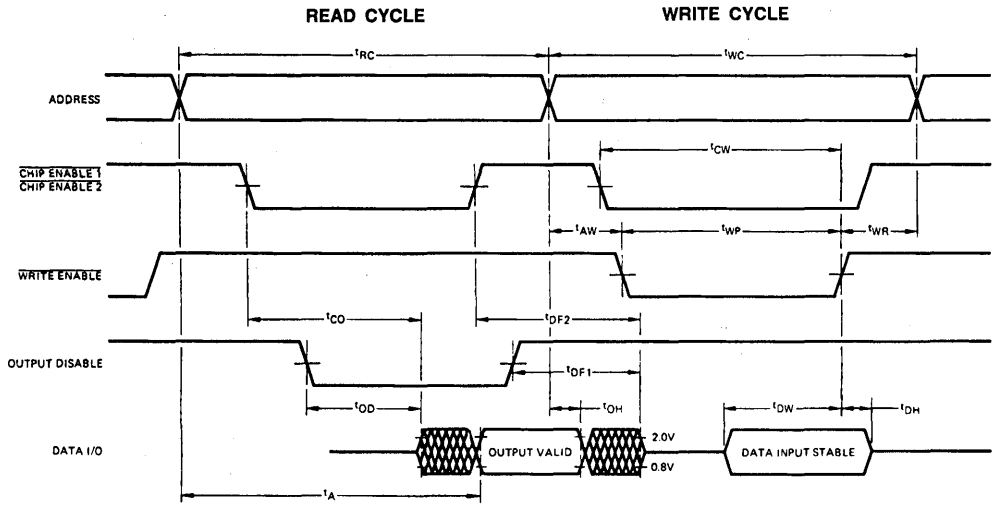 READ CYCLE
WRITE CYCLE
tRC
tWC
ADDRESS
tCW
CHIP ENABLE 1
CHIP ENABLE 2
tAW
tWP
tWR
WRITE ENABLE
tCO
tDF2
OUTPUT DISABLE
tDF1
tOD
tOH
tDW
tDH
2.0V
DATA I/O
OUTPUT VALID
DATA INPUT STABLE
0.8V
tA